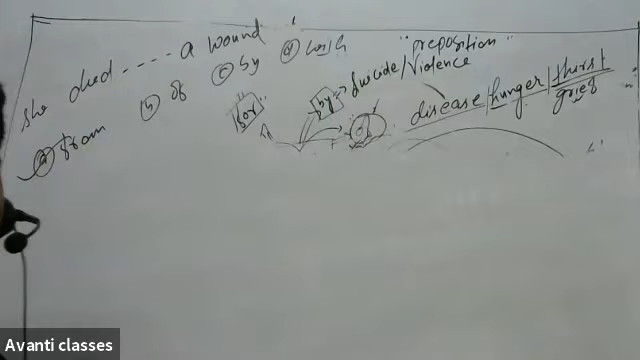 "preposition"
She died ---- a wound
(a) from (b) of (c) by (d) with
for
by suicide/Violence
of disease/hunger/thirst
grief
Avanti classes